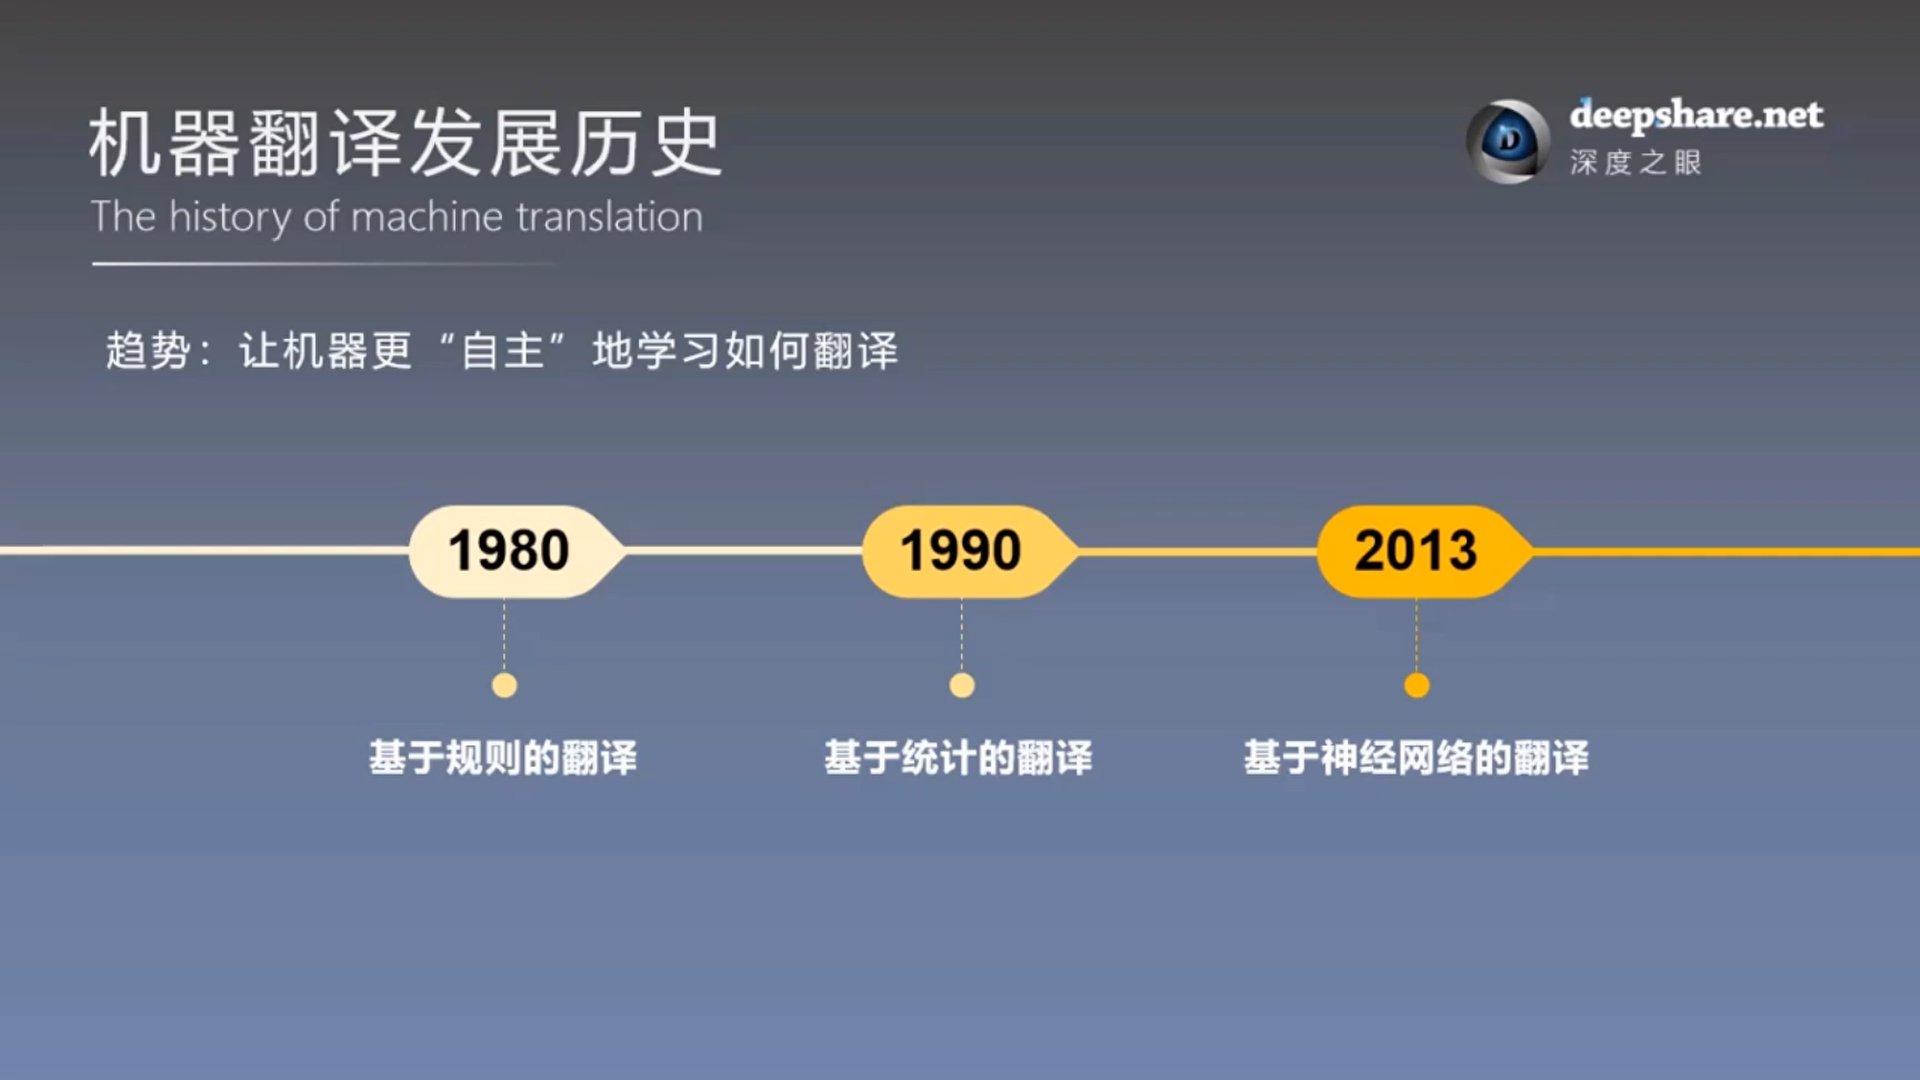 机器翻译发展历史
The history of machine translation
deepshare.net
深度之眼
趋势：让机器更“自主”地学习如何翻译
1980
1990
2013
基于规则的翻译
基于统计的翻译
基于神经网络的翻译